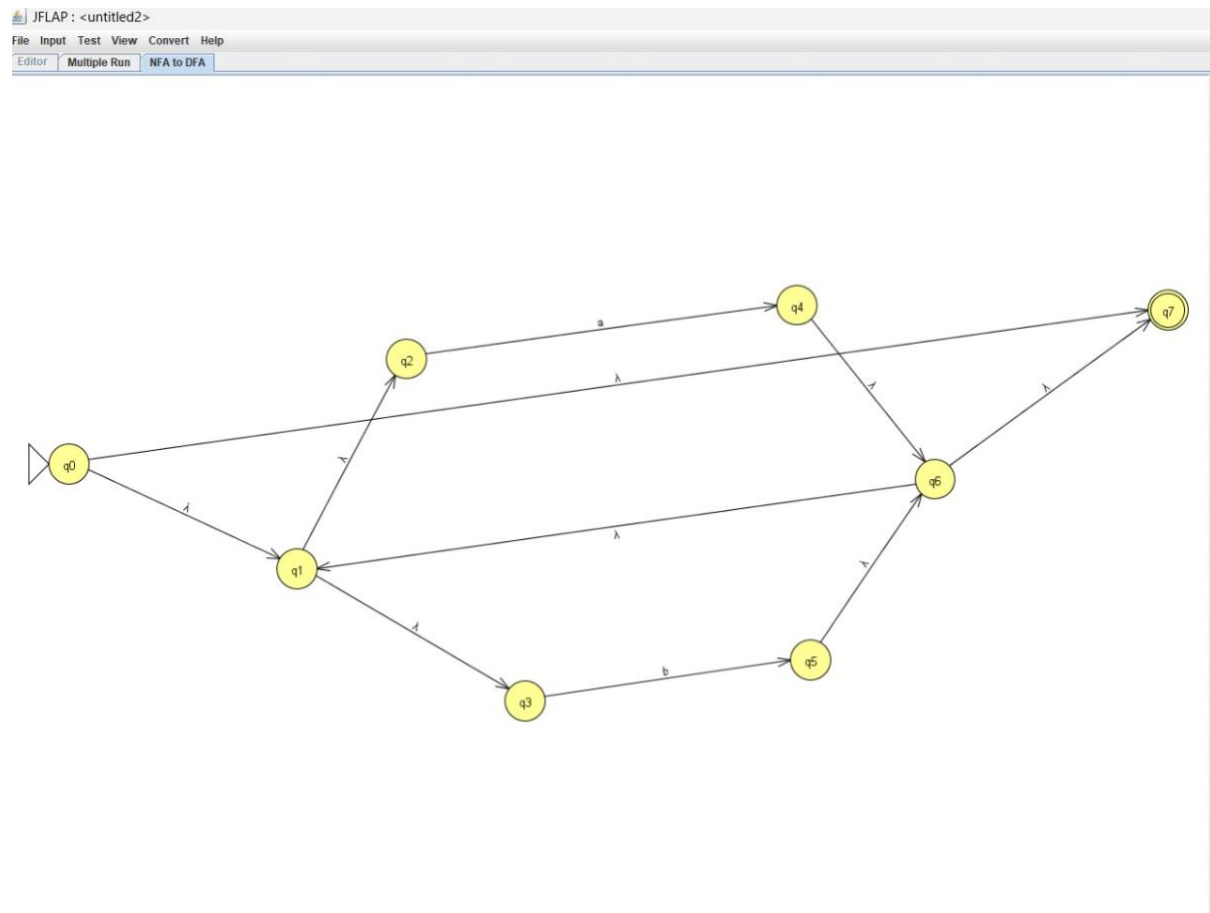 JFLAP : <untitled2>
File Input Test View Convert Help
Editor Multiple Run NFA to DFA
q4
q7
a
q2
λ
λ
λ
λ
q0
q6
λ
λ
λ
q1
λ
λ
q5
b
q3